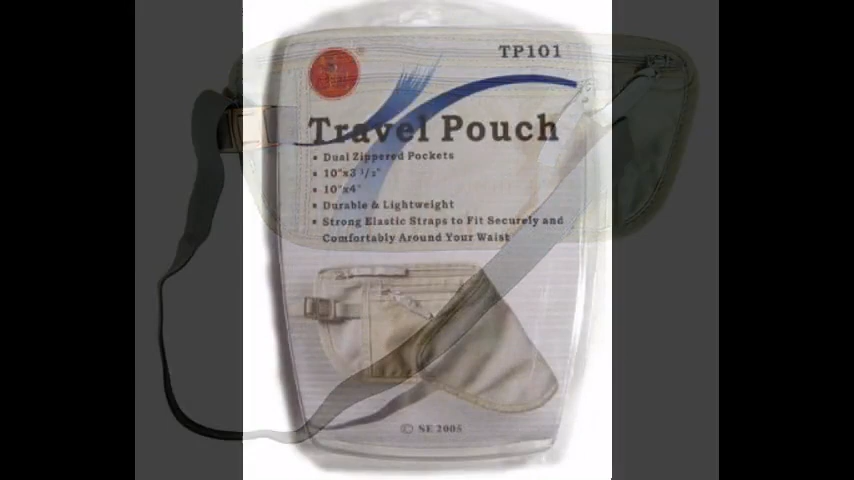 TP101
Travel Pouch
▪ Dual Zippered Pockets
▪ 10"x3 1/2"
▪ 10"x4"
▪ Durable & Lightweight
▪ Strong Elastic Straps to Fit Securely and
Comfortably Around Your Waist
© SE 2005